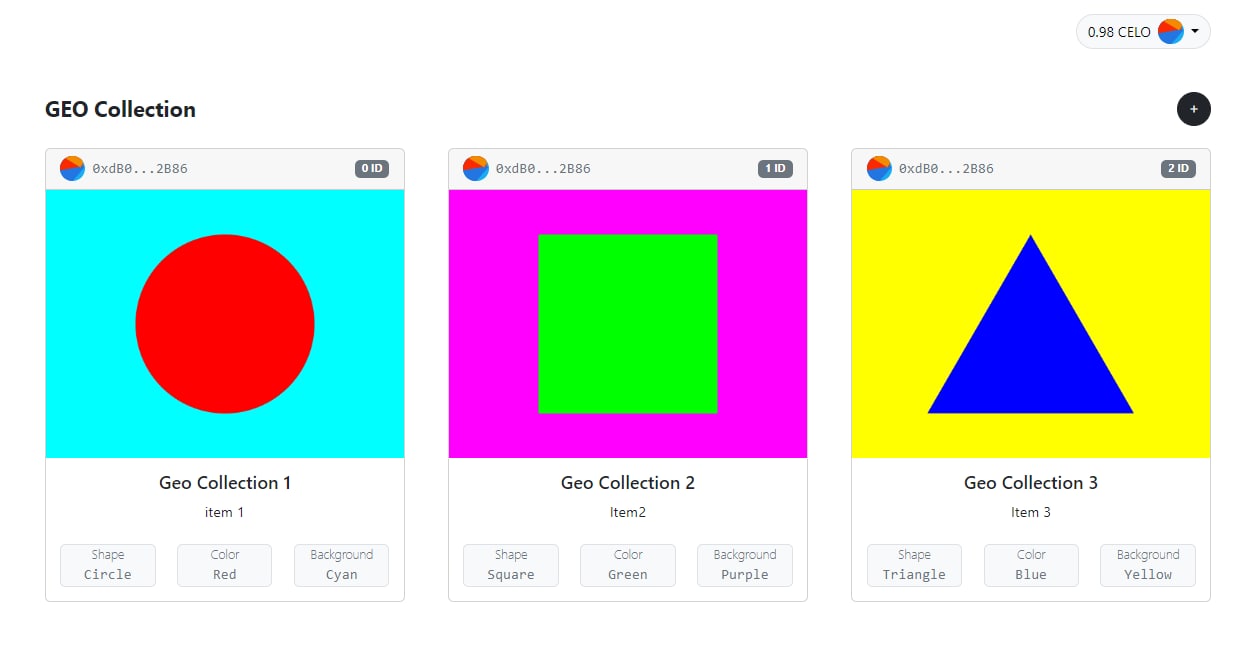 0.98 CELO
GEO Collection
+
0xdB0...2B86
0 ID
0xdB0...2B86
1 ID
0xdB0...2B86
2 ID
Geo Collection 1
item 1
Shape
Circle
Color
Red
Background
Cyan
Geo Collection 2
Item2
Shape
Square
Color
Green
Background
Purple
Geo Collection 3
Item 3
Shape
Triangle
Color
Blue
Background
Yellow